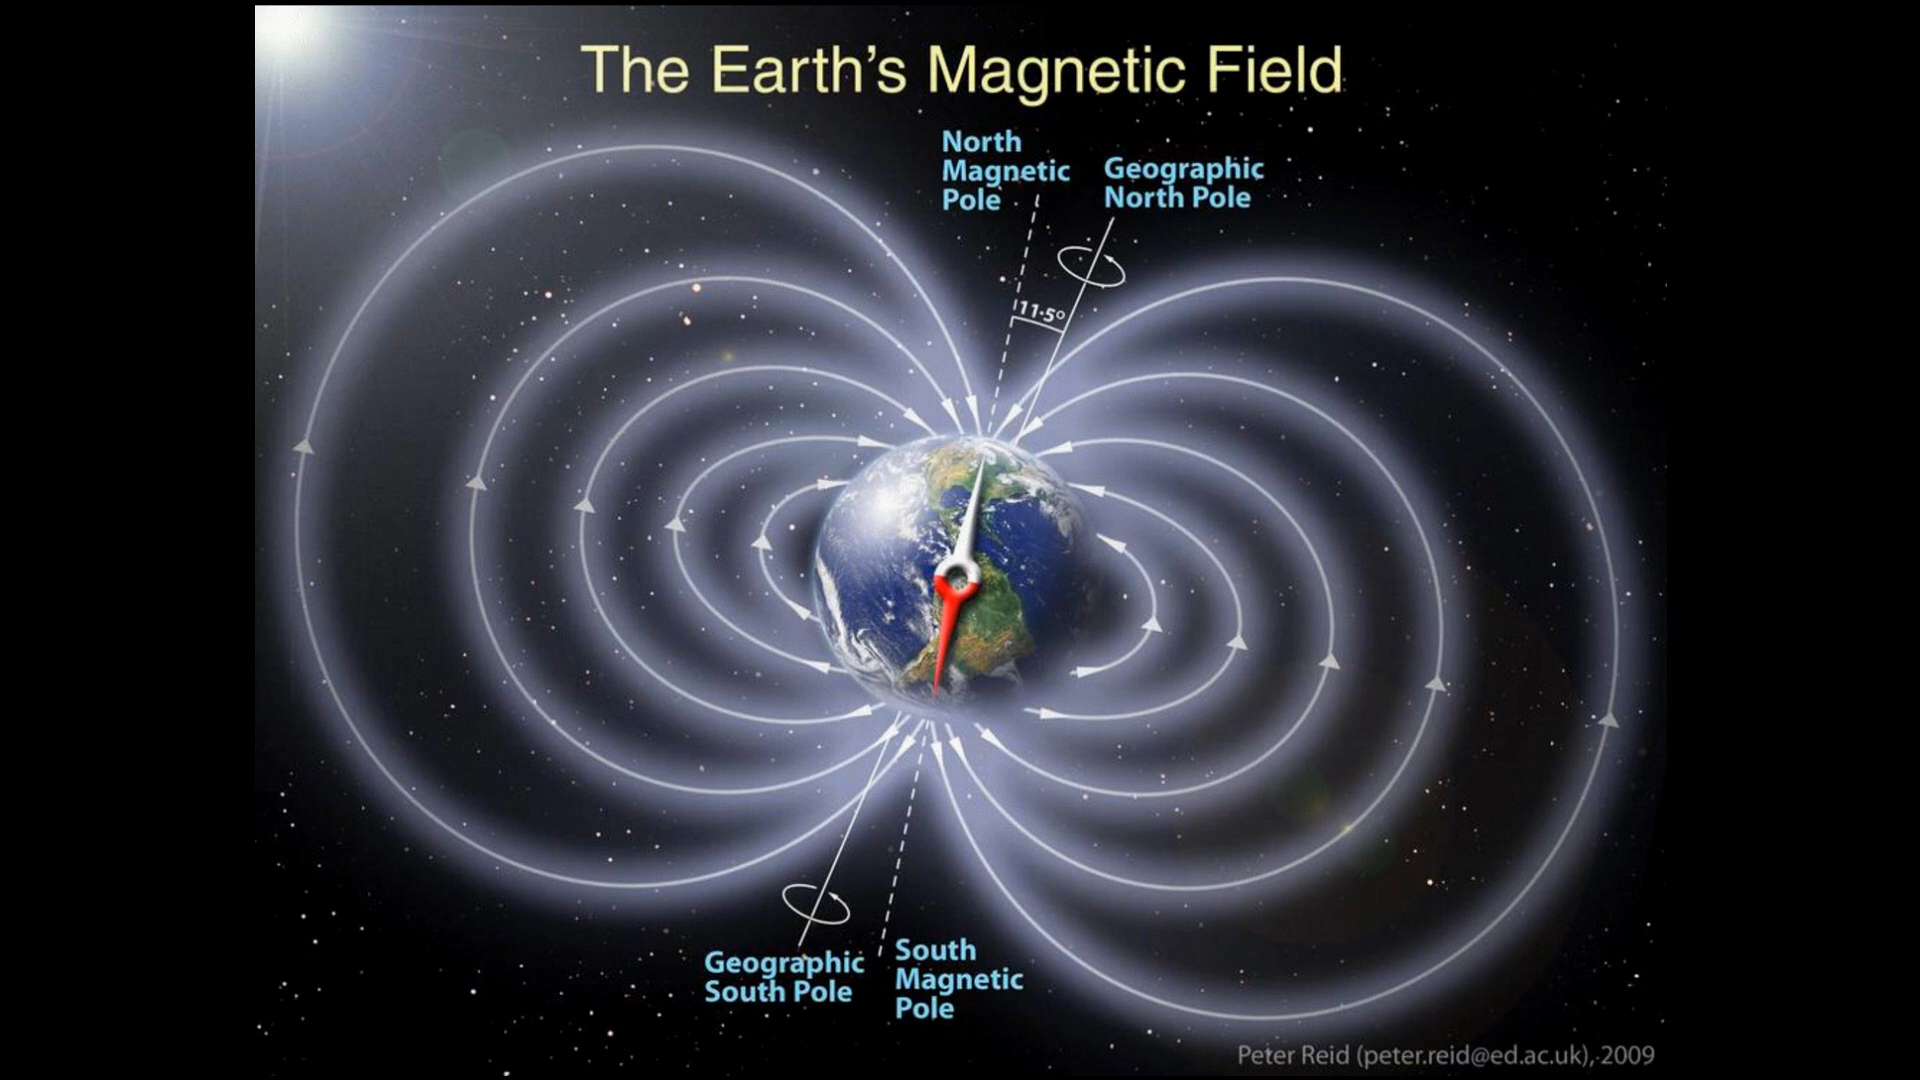 The Earth’s Magnetic Field
North
Magnetic
Pole
Geographic
North Pole
11·5°
Geographic
South Pole
South
Magnetic
Pole
Peter Reid (peter.reid@ed.ac.uk), 2009